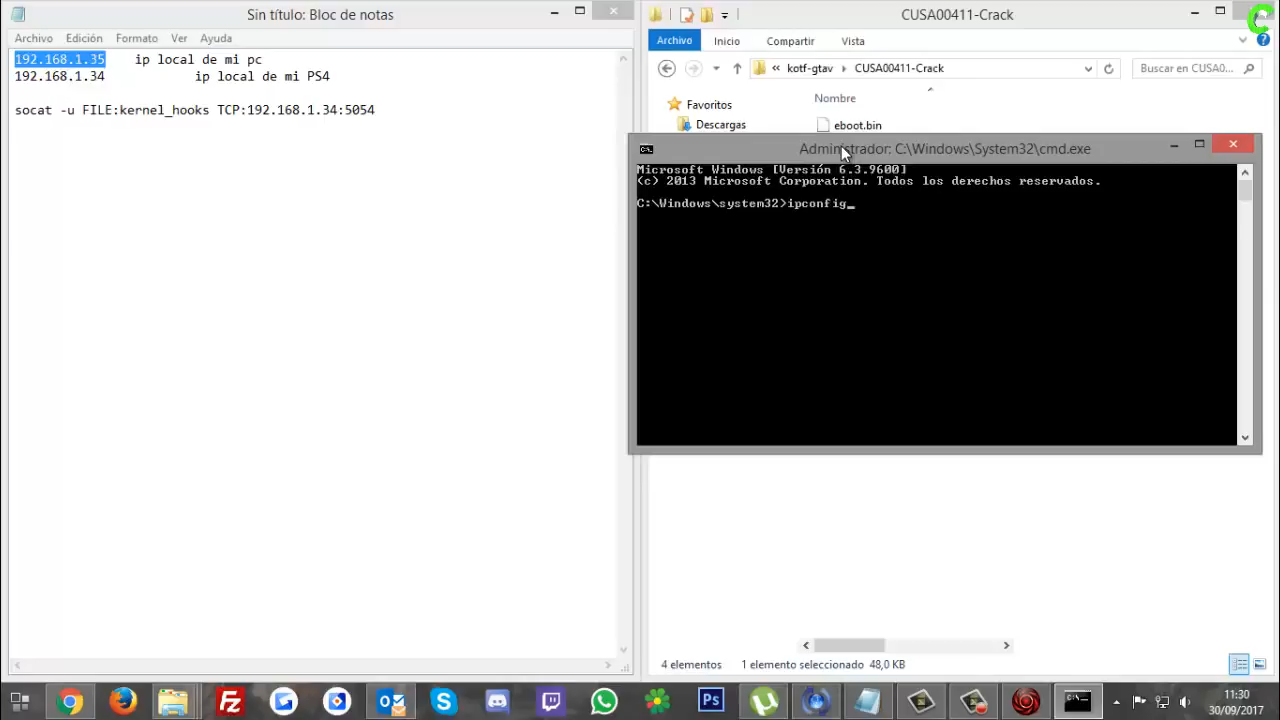 Sin título: Bloc de notas
Archivo Edición Formato Ver Ayuda
192.168.1.35 ip local de mi pc
192.168.1.34 ip local de mi PS4
socat -u FILE:kernel_hooks TCP:192.168.1.34:5054
CUSA00411-Crack
Archivo Inicio Compartir Vista
« kotf-gtav CUSA00411-Crack
Buscar en CUSA0...
Favoritos
Descargas
Nombre
eboot.bin
Administrador: C:\Windows\System32\cmd.exe
Microsoft Windows [Versión 6.3.9600]
(c) 2013 Microsoft Corporation. Todos los derechos reservados.
C:\Windows\system32>ipconfig_
4 elementos 1 elemento seleccionado 48,0 KB
Ps
11:30
30/09/2017